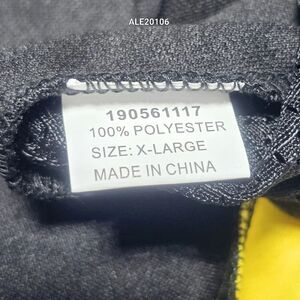 ALE20106
190561117
100% POLYESTER
SIZE: X-LARGE
MADE IN CHINA